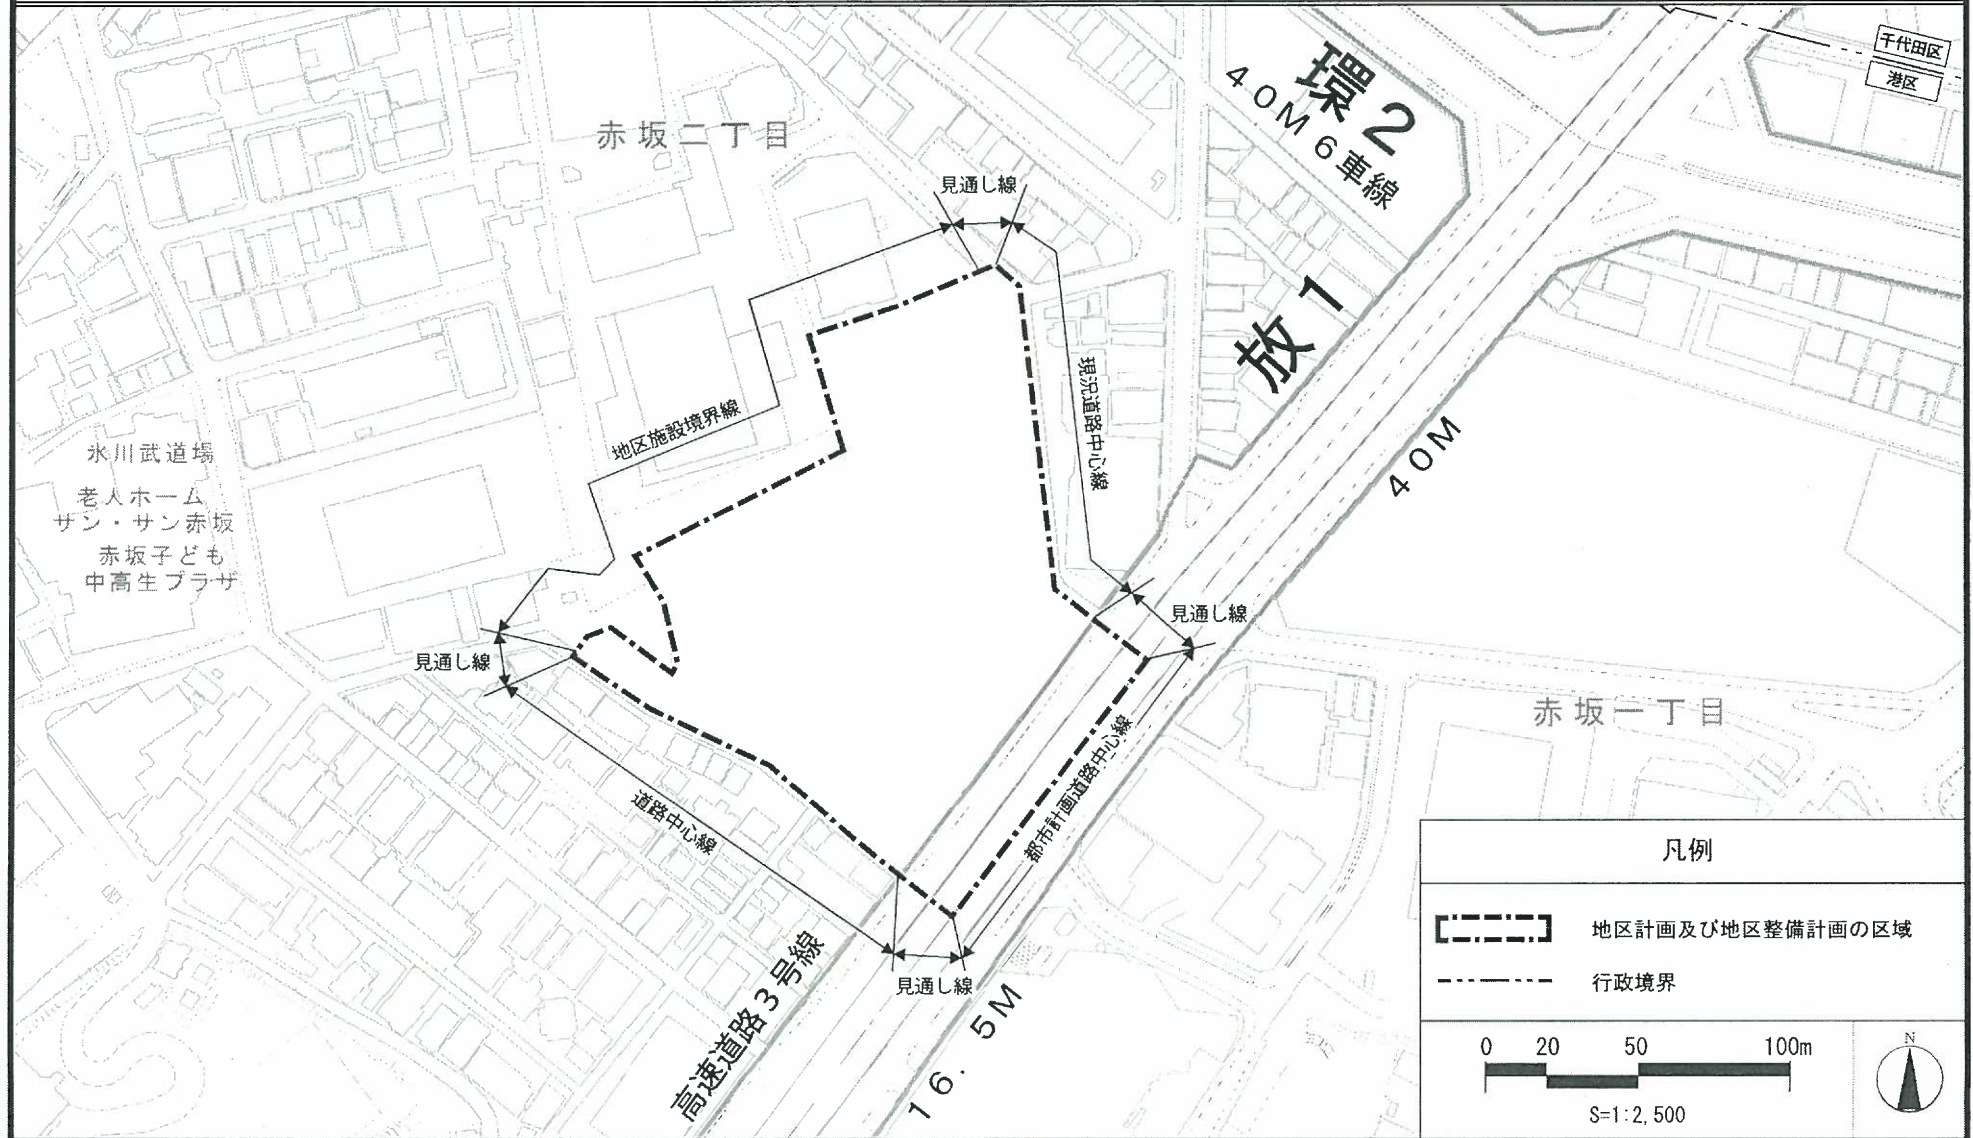 千代田区
港区
環2
40M6車線
赤坂二丁目
見通し線
放1
現況道路中心線
地区施設境界線
40M
氷川武道場
老人ホーム
サン・サン赤坂
赤坂子ども
中高生プラザ
見通し線
見通し線
赤坂一丁目
都市計画道路中心線
道路中心線
見通し線
高速道路3号線
16.5M
凡例
地区計画及び地区整備計画の区域
行政境界
0 20 50 100m
S=1:2,500
N